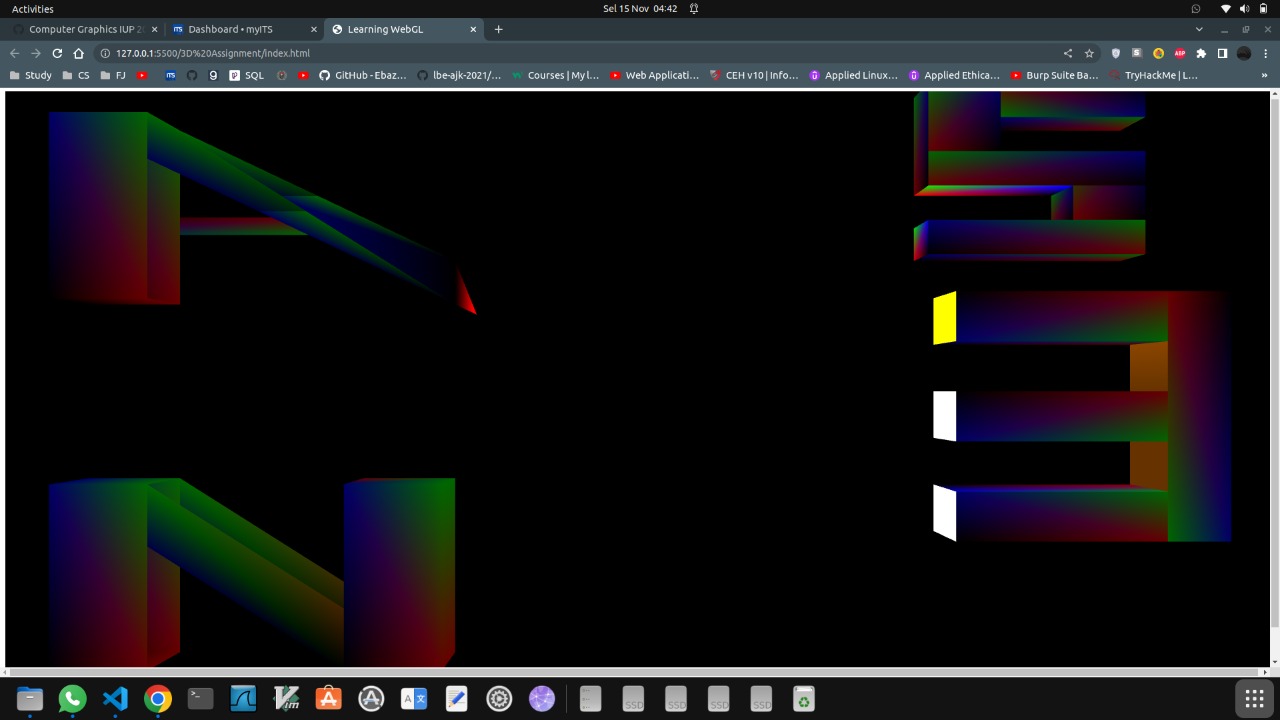 Activities Sel 15 Nov 04:42
Computer Graphics IUP 2 Dashboard • myITS Learning WebGL
127.0.0.1:5500/3D%20Assignment/index.html
Study CS FJ ITS SQL GitHub - Ebaz... lbe-ajk-2021/... Courses | My l... Web Applicati... CEH v10 | Info... Applied Linux... Applied Ethica... Burp Suite Ba... TryHackMe | L... »
SSD SSD SSD SSD